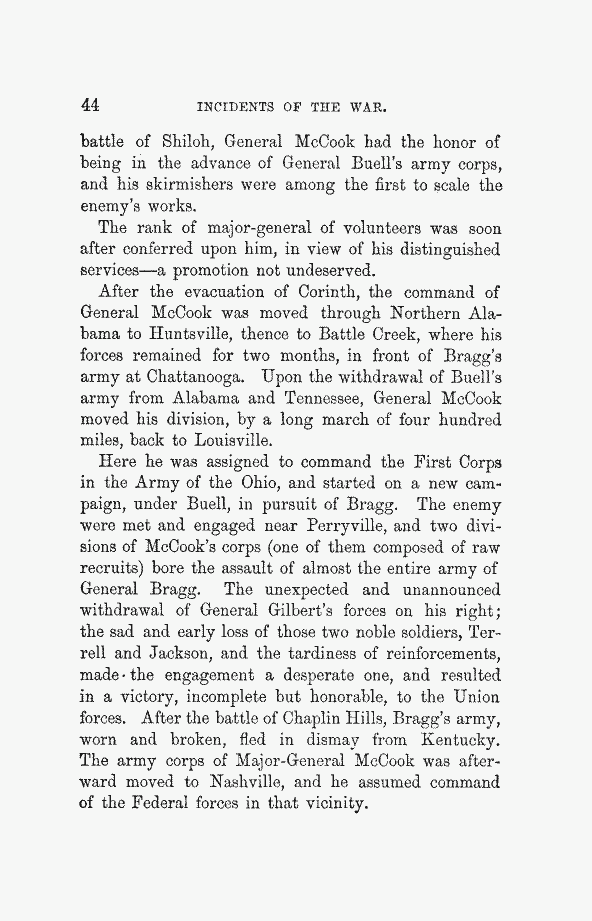 44 INCIDENTS OF THE WAR.
battle of Shiloh, General McCook had the honor of
being in the advance of General Buell's army corps,
and his skirmishers were among the first to scale the
enemy's works.
The rank of major-general of volunteers was soon
after conferred upon him, in view of his distinguished
services—a promotion not undeserved.
After the evacuation of Corinth, the command of
General McCook was moved through Northern Ala-
bama to Huntsville, thence to Battle Creek, where his
forces remained for two months, in front of Bragg's
army at Chattanooga. Upon the withdrawal of Buell's
army from Alabama and Tennessee, General McCook
moved his division, by a long march of four hundred
miles, back to Louisville.
Here he was assigned to command the First Corps
in the Army of the Ohio, and started on a new cam-
paign, under Buell, in pursuit of Bragg. The enemy
were met and engaged near Perryville, and two divi-
sions of McCook's corps (one of them composed of raw
recruits) bore the assault of almost the entire army of
General Bragg. The unexpected and unannounced
withdrawal of General Gilbert's forces on his right;
the sad and early loss of those two noble soldiers, Ter-
rell and Jackson, and the tardiness of reinforcements,
made the engagement a desperate one, and resulted
in a victory, incomplete but honorable, to the Union
forces. After the battle of Chaplin Hills, Bragg's army,
worn and broken, fled in dismay from Kentucky.
The army corps of Major-General McCook was after-
ward moved to Nashville, and he assumed command
of the Federal forces in that vicinity.